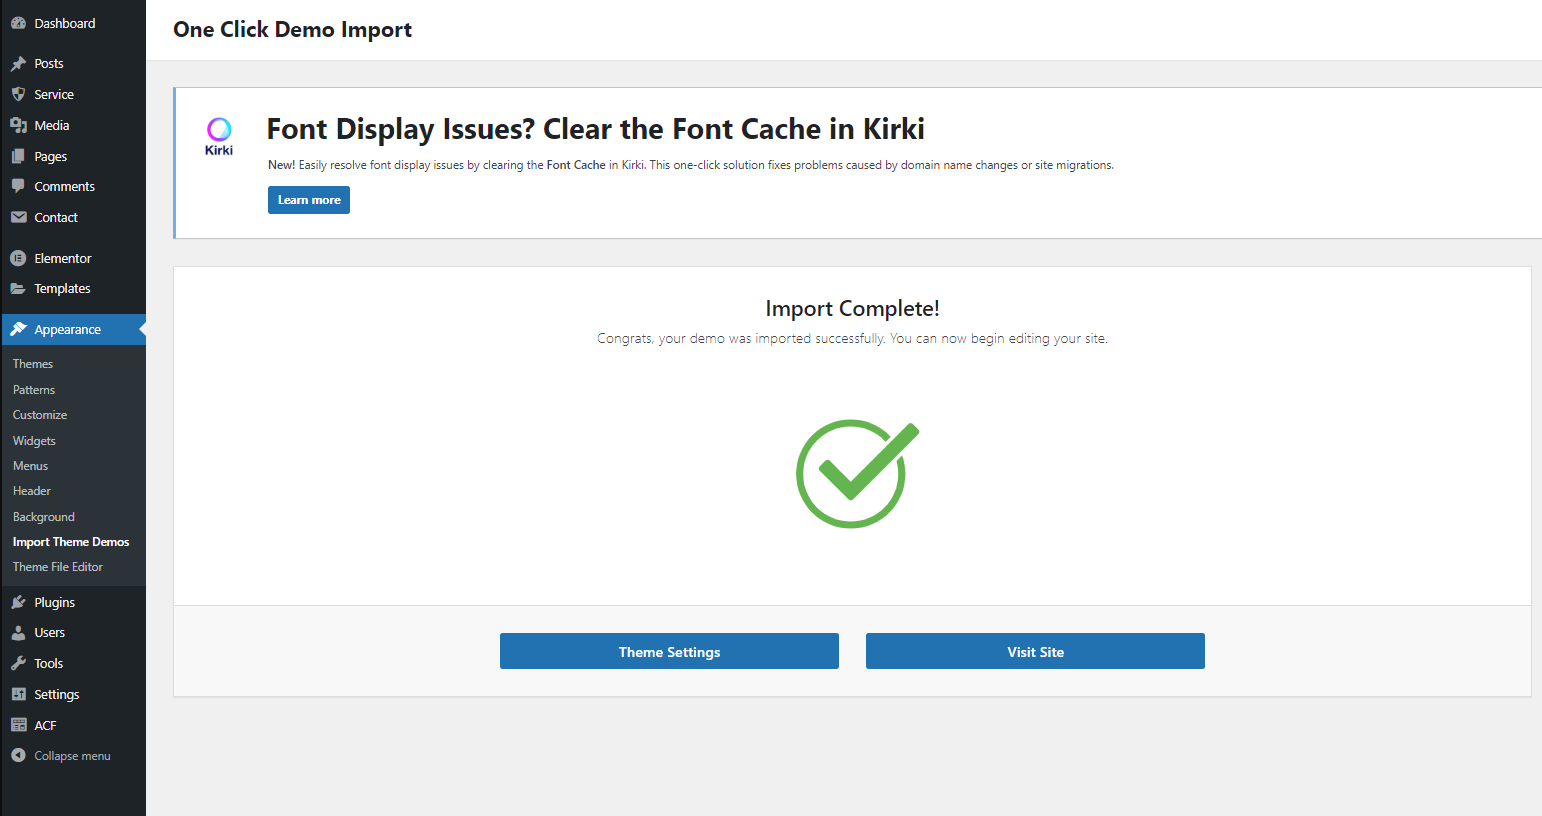 Dashboard
Posts
Service
Media
Pages
Comments
Contact
Elementor
Templates
Appearance
Themes
Patterns
Customize
Widgets
Menus
Header
Background
Import Theme Demos
Theme File Editor
Plugins
Users
Tools
Settings
ACF
Collapse menu
One Click Demo Import
Kirki
Font Display Issues? Clear the Font Cache in Kirki
New! Easily resolve font display issues by clearing the Font Cache in Kirki. This one-click solution fixes problems caused by domain name changes or site migrations.
Learn more
Import Complete!
Congrats, your demo was imported successfully. You can now begin editing your site.
Theme Settings
Visit Site